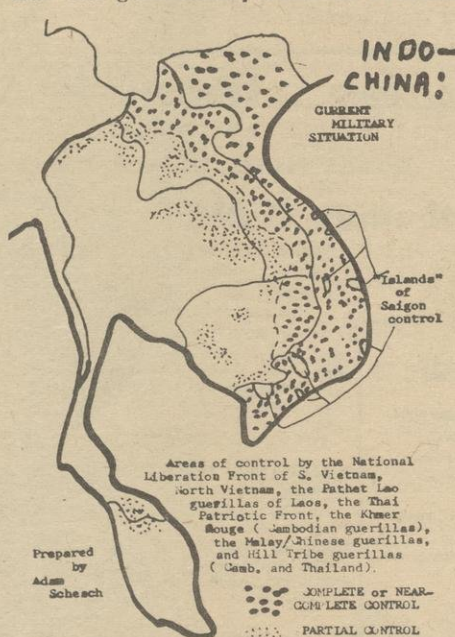 INDO-
CHINA:
CURRENT
MILITARY
SITUATION
"Islands"
of
Saigon
control
Areas of control by the National
Liberation Front of S. Vietnam,
North Vietnam, the Pathet Lao
guerillas of Laos, the Thai
Patriotic Front, the Khmer
Rouge ( Cambodian guerillas),
the Malay/Chinese guerillas,
and Hill Tribe guerillas
( Camb. and Thailand).
Prepared
by
Adam
Schesch
COMPLETE or NEAR-
COMPLETE CONTROL
PARTIAL CONTROL